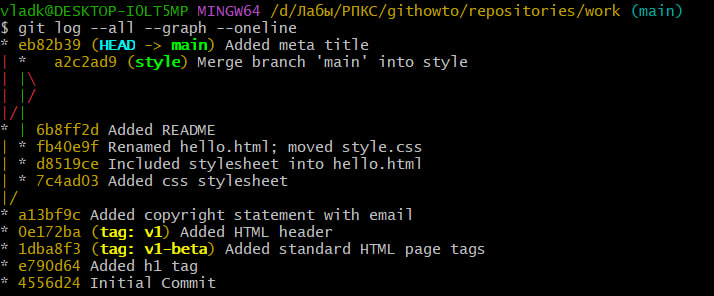 vladk@DESKTOP-IOLT5MP MINGW64 /d/Лабы/РПКС/githowto/repositories/work (main)
$ git log --all --graph --oneline
* eb82b39 (HEAD -> main) Added meta title
| *   a2c2ad9 (style) Merge branch 'main' into style
| |\
| |/
|/|
* | 6b8ff2d Added README
| * fb40e9f Renamed hello.html; moved style.css
| * d8519ce Included stylesheet into hello.html
| * 7c4ad03 Added css stylesheet
|/
* a13bf9c Added copyright statement with email
* 0e172ba (tag: v1) Added HTML header
* 1dba8f3 (tag: v1-beta) Added standard HTML page tags
* e790d64 Added h1 tag
* 4556d24 Initial Commit